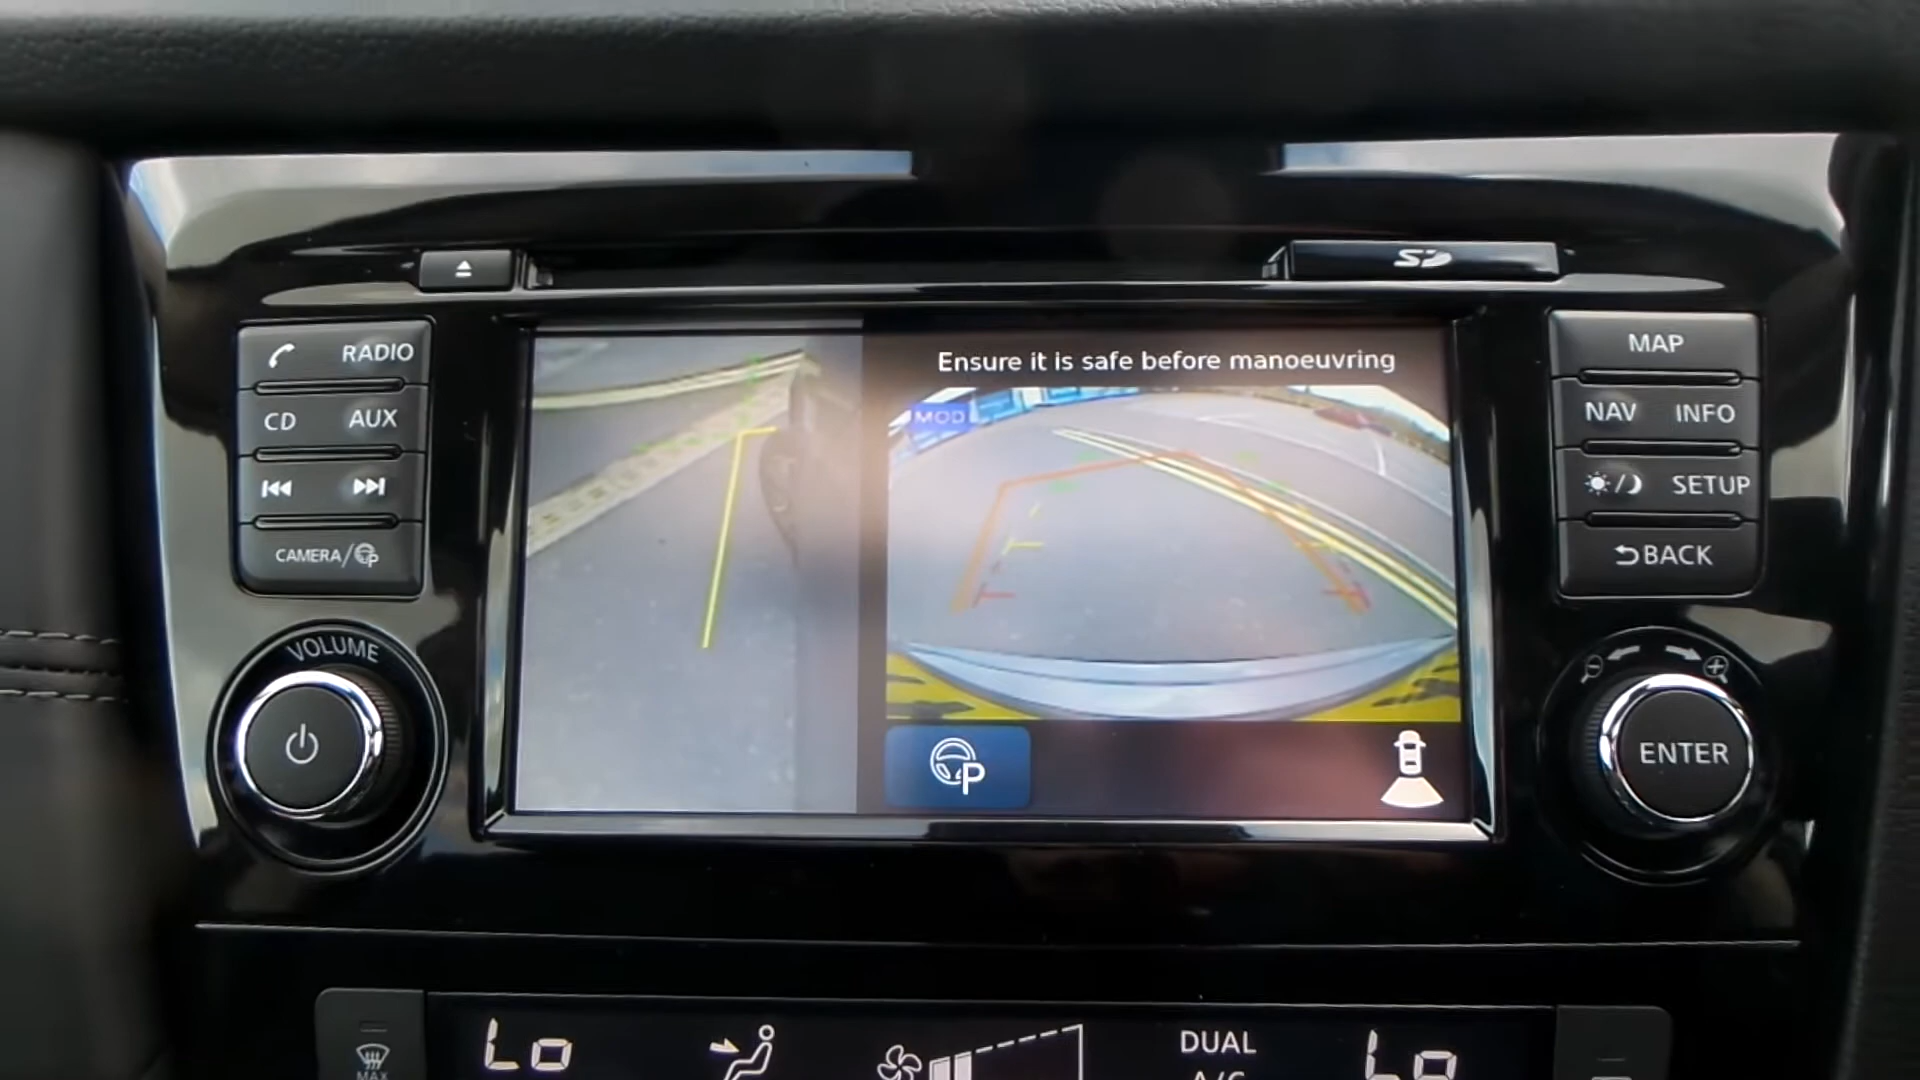 SD
RADIO
CD AUX
CAMERA/P
VOLUME
Ensure it is safe before manoeuvring
MOD
P
MAP
NAV INFO
SETUP
BACK
ENTER
MAX
Lo
DUAL
A/C
Lo